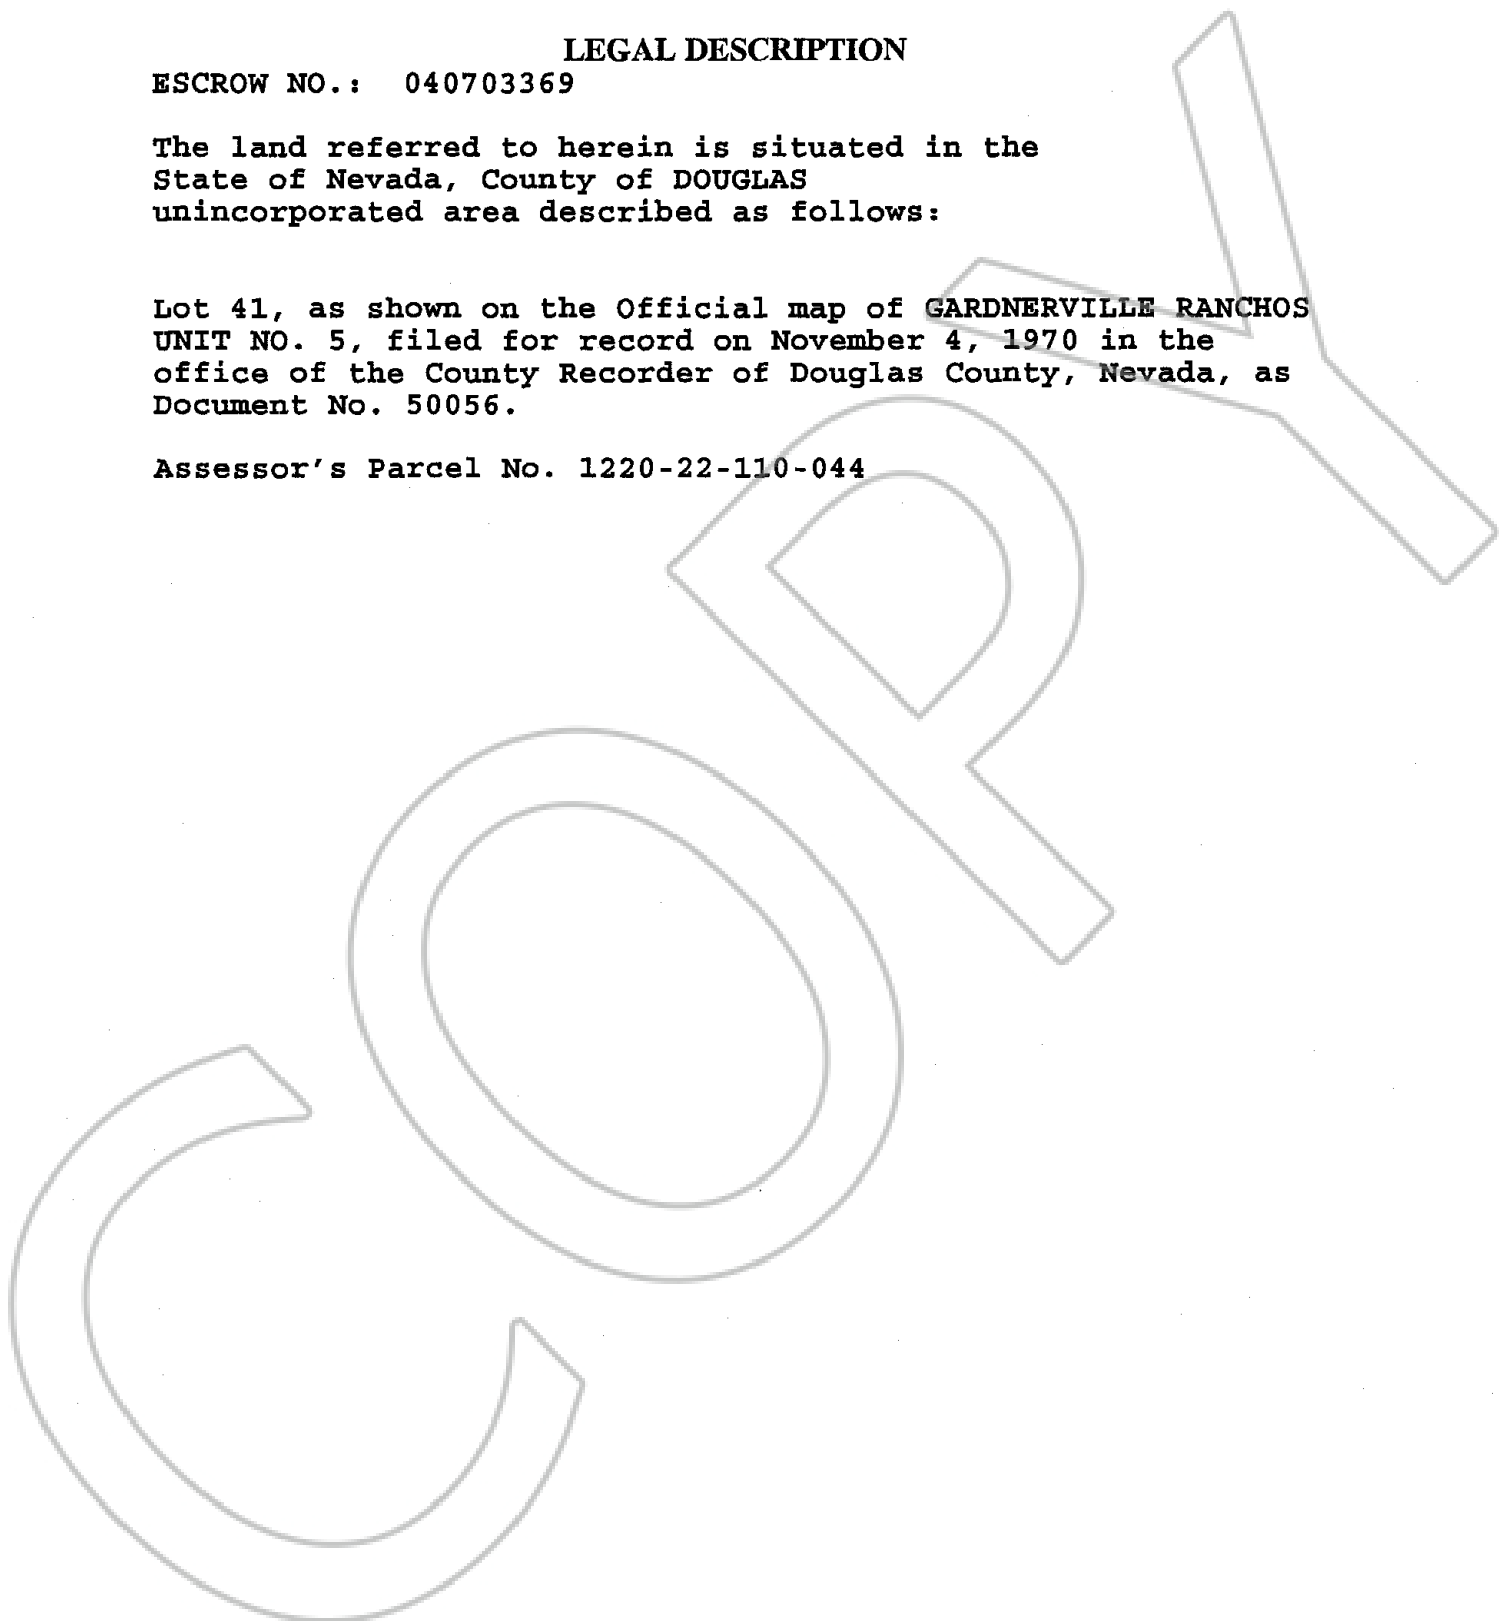 LEGAL DESCRIPTION
ESCROW NO.: 040703369
The land referred to herein is situated in the
State of Nevada, County of DOUGLAS
unincorporated area described as follows:
Lot 41, as shown on the Official map of GARDNERVILLE RANCHOS
UNIT NO. 5, filed for record on November 4, 1970 in the
office of the County Recorder of Douglas County, Nevada, as
Document No. 50056.
Assessor's Parcel No. 1220-22-110-044
COPY